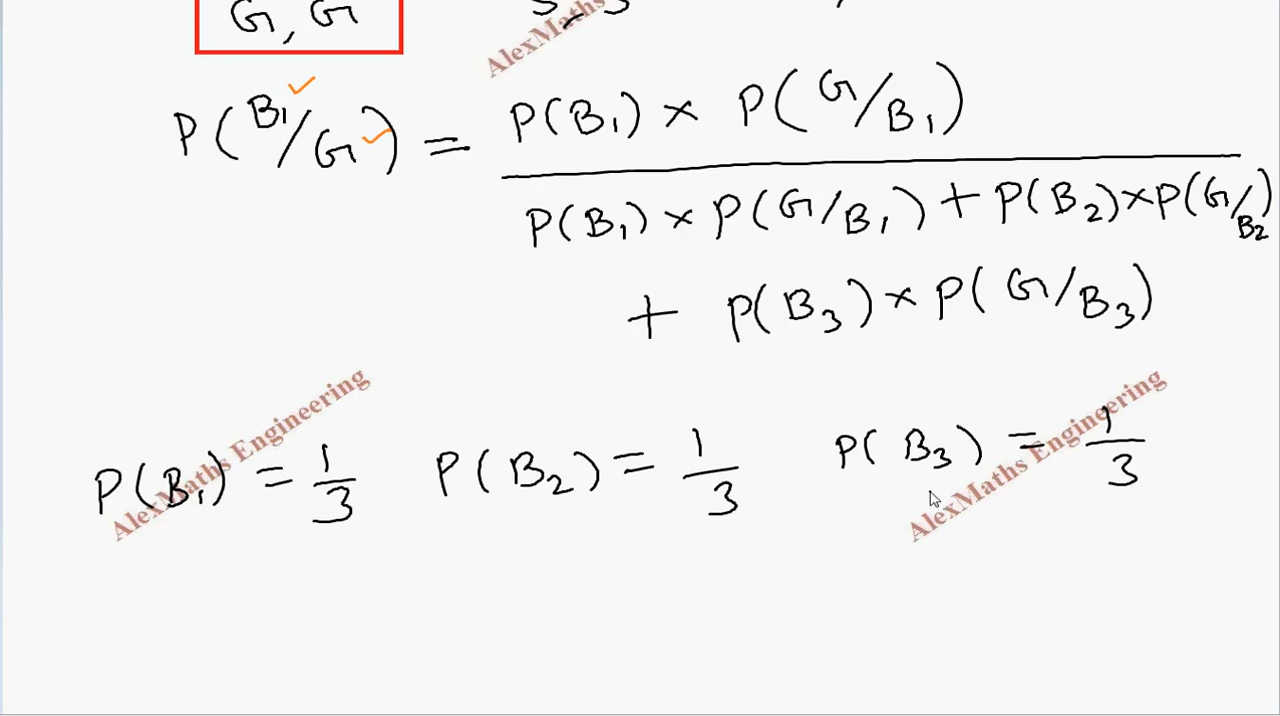 G, G
AlexMaths
P(B₁/G) = P(B₁) × P(G/B₁)
P(B₁) × P(G/B₁) + P(B₂) × P(G/B₂)
+ P(B₃) × P(G/B₃)
P(B₁) = 1/3 P(B₂) = 1/3 P(B₃) = 1/3
AlexMaths Engineering
AlexMaths Engineering